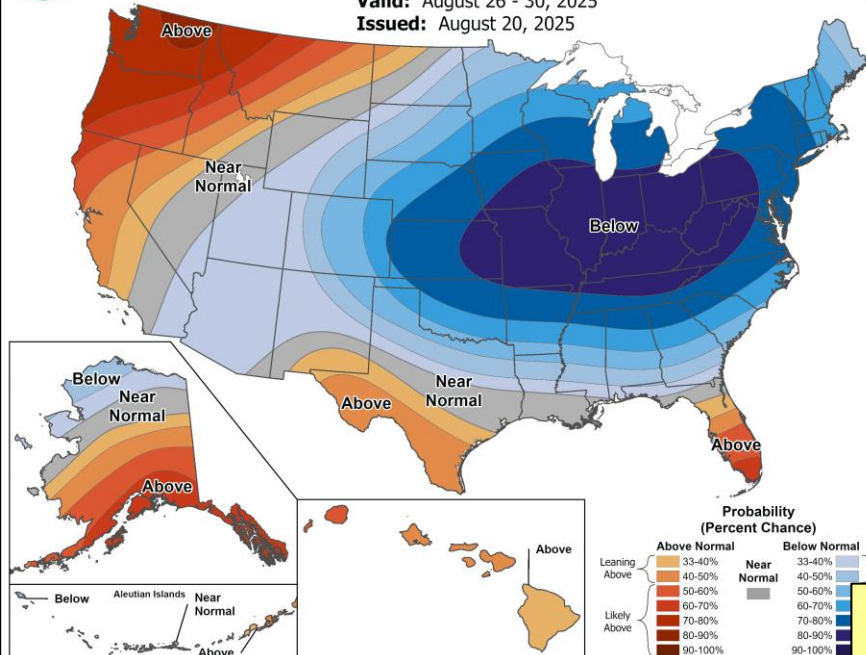 Valid: August 26 - 30, 2025
Issued: August 20, 2025
Above
Near
Normal
Below
Above
Near
Normal
Above
Below
Near
Normal
Above
Below
Aleutian Islands
Near
Normal
Above
Above
Probability
(Percent Chance)
Above Normal
Below Normal
Leaning
Above
Likely
Above
33-40%
40-50%
50-60%
60-70%
70-80%
80-90%
90-100%
Near
Normal
33-40%
40-50%
50-60%
60-70%
70-80%
80-90%
90-100%